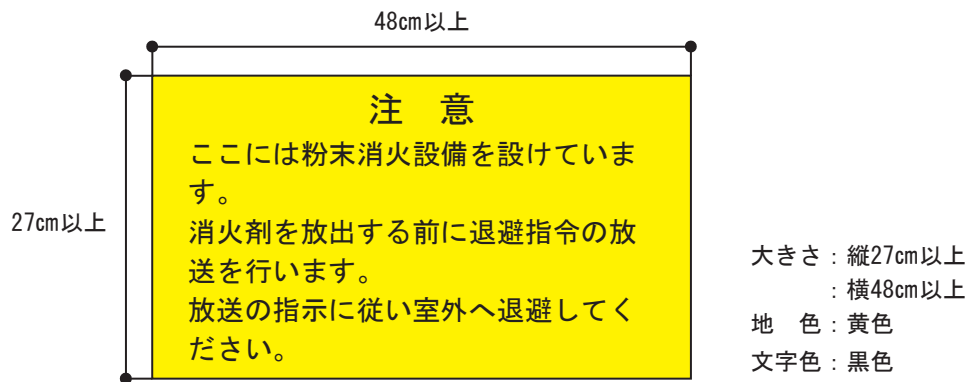 48cm以上
注　意
ここには粉末消火設備を設けていま
す。
消火剤を放出する前に退避指令の放
送を行います。
放送の指示に従い室外へ退避してく
ださい。
27cm以上
大きさ：縦27cm以上
：横48cm以上
地　色：黄色
文字色：黒色